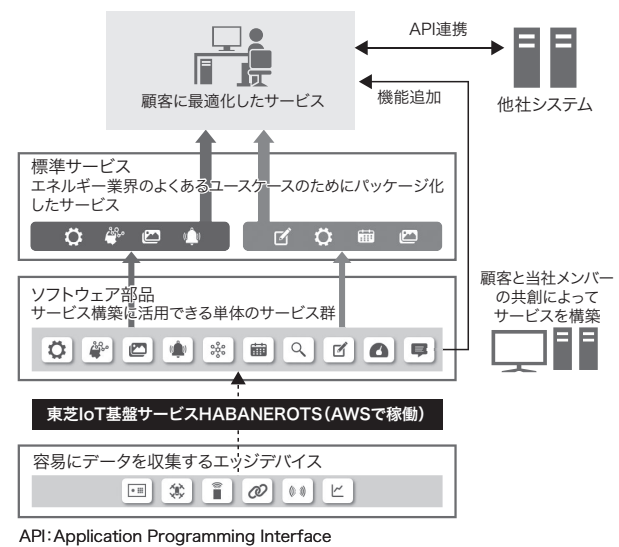 API連携
顧客に最適化したサービス
機能追加
他社システム
標準サービス
エネルギー業界のよくあるユースケースのためにパッケージ化
したサービス
ソフトウェア部品
サービス構築に活用できる単体のサービス群
顧客と当社メンバー
の共創によって
サービスを構築
東芝IoT基盤サービスHABANEROTS(AWSで稼働)
容易にデータを収集するエッジデバイス
API:Application Programming Interface